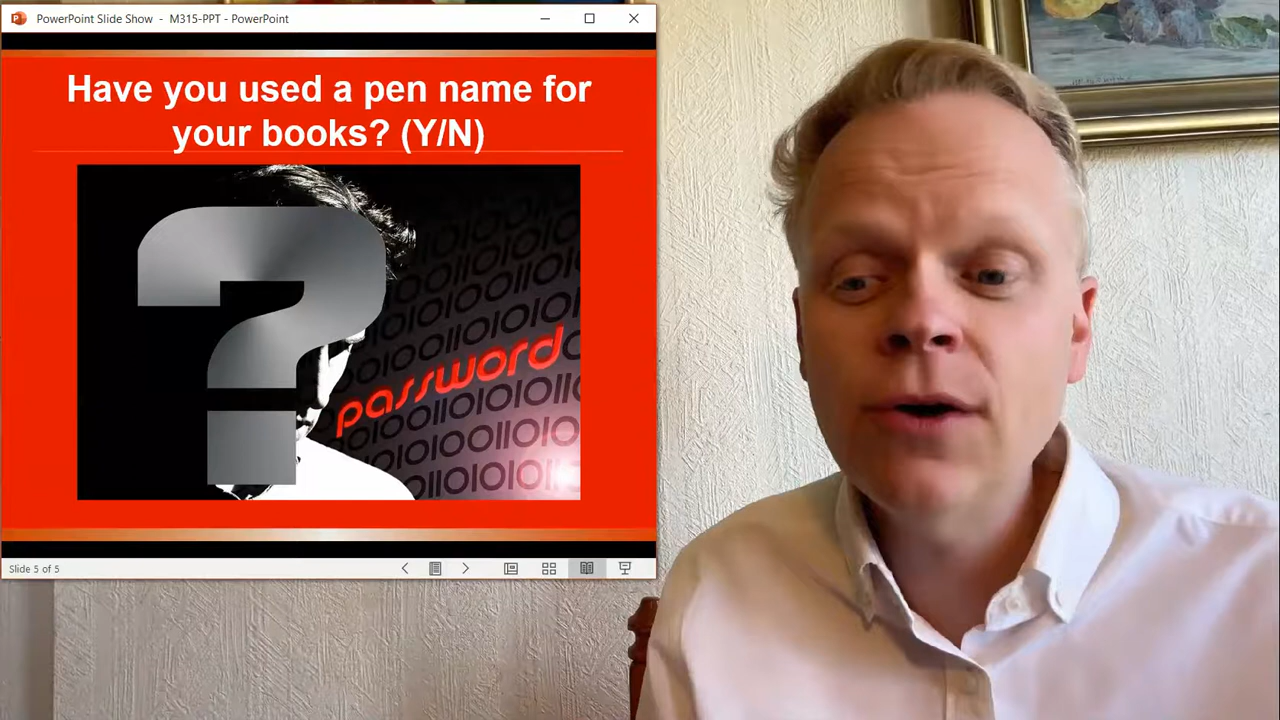 PowerPoint Slide Show - M315-PPT - PowerPoint
Have you used a pen name for
your books? (Y/N)
password
Slide 5 of 5